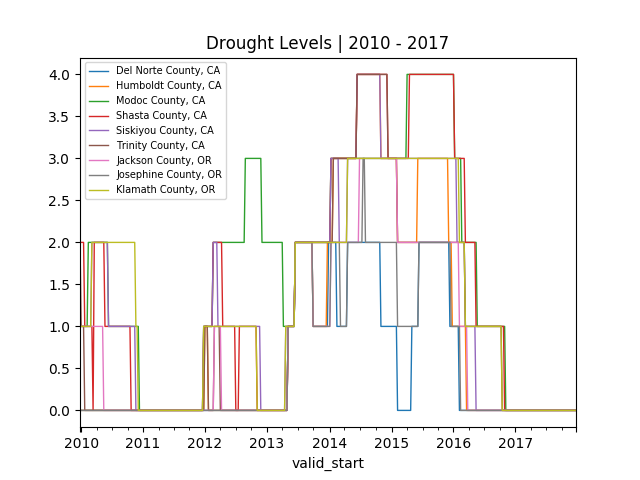 Drought Levels | 2010 - 2017
4.0
3.5
3.0
2.5
2.0
1.5
1.0
0.5
0.0
Del Norte County, CA
Humboldt County, CA
Modoc County, CA
Shasta County, CA
Siskiyou County, CA
Trinity County, CA
Jackson County, OR
Josephine County, OR
Klamath County, OR
2010 2011 2012 2013 2014 2015 2016 2017
valid_start